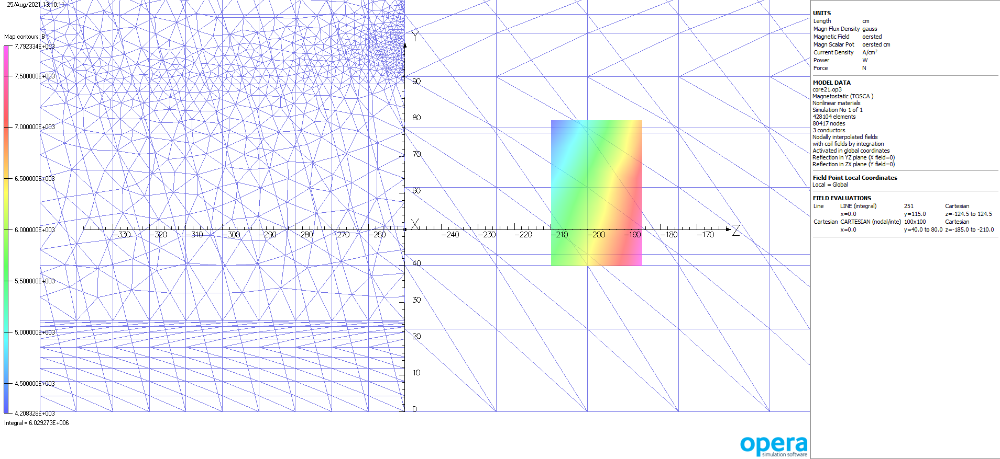 25/Aug/2021 13:10:11
Map contours: B
7.792334E+003
7.500000E+003
7.000000E+003
6.500000E+003
6.000000E+003
5.500000E+003
5.000000E+003
4.500000E+003
4.208328E+003
Integral = 6.029273E+006
Y
90
80
70
60
X
-330 -320 -310 -300 -290 -280 -270 -260 -240 -230 -220 -210 -200 -190 -180 -170 Z
40
30
20
10
0
UNITS
Length cm
Magn Flux Density gauss
Magnetic Field oersted
Magn Scalar Pot oersted cm
Current Density A/cm²
Power W
Force N
MODEL DATA
core21.op3
Magnetostatic (TOSCA )
Nonlinear materials
Simulation No 1 of 1
428104 elements
80417 nodes
3 conductors
Nodally interpolated fields
with coil fields by integration
Activated in global coordinates
Reflection in YZ plane (X field=0)
Reflection in ZX plane (Y field=0)
Field Point Local Coordinates
Local = Global
FIELD EVALUATIONS
Line LINE (integral) 251 Cartesian
x=0.0 y=115.0 z=-124.5 to 124.5
Cartesian CARTESIAN (nodal/inte) 100x100 Cartesian
x=0.0 y=40.0 to 80.0 z=-185.0 to -210.0
opera
simulation software